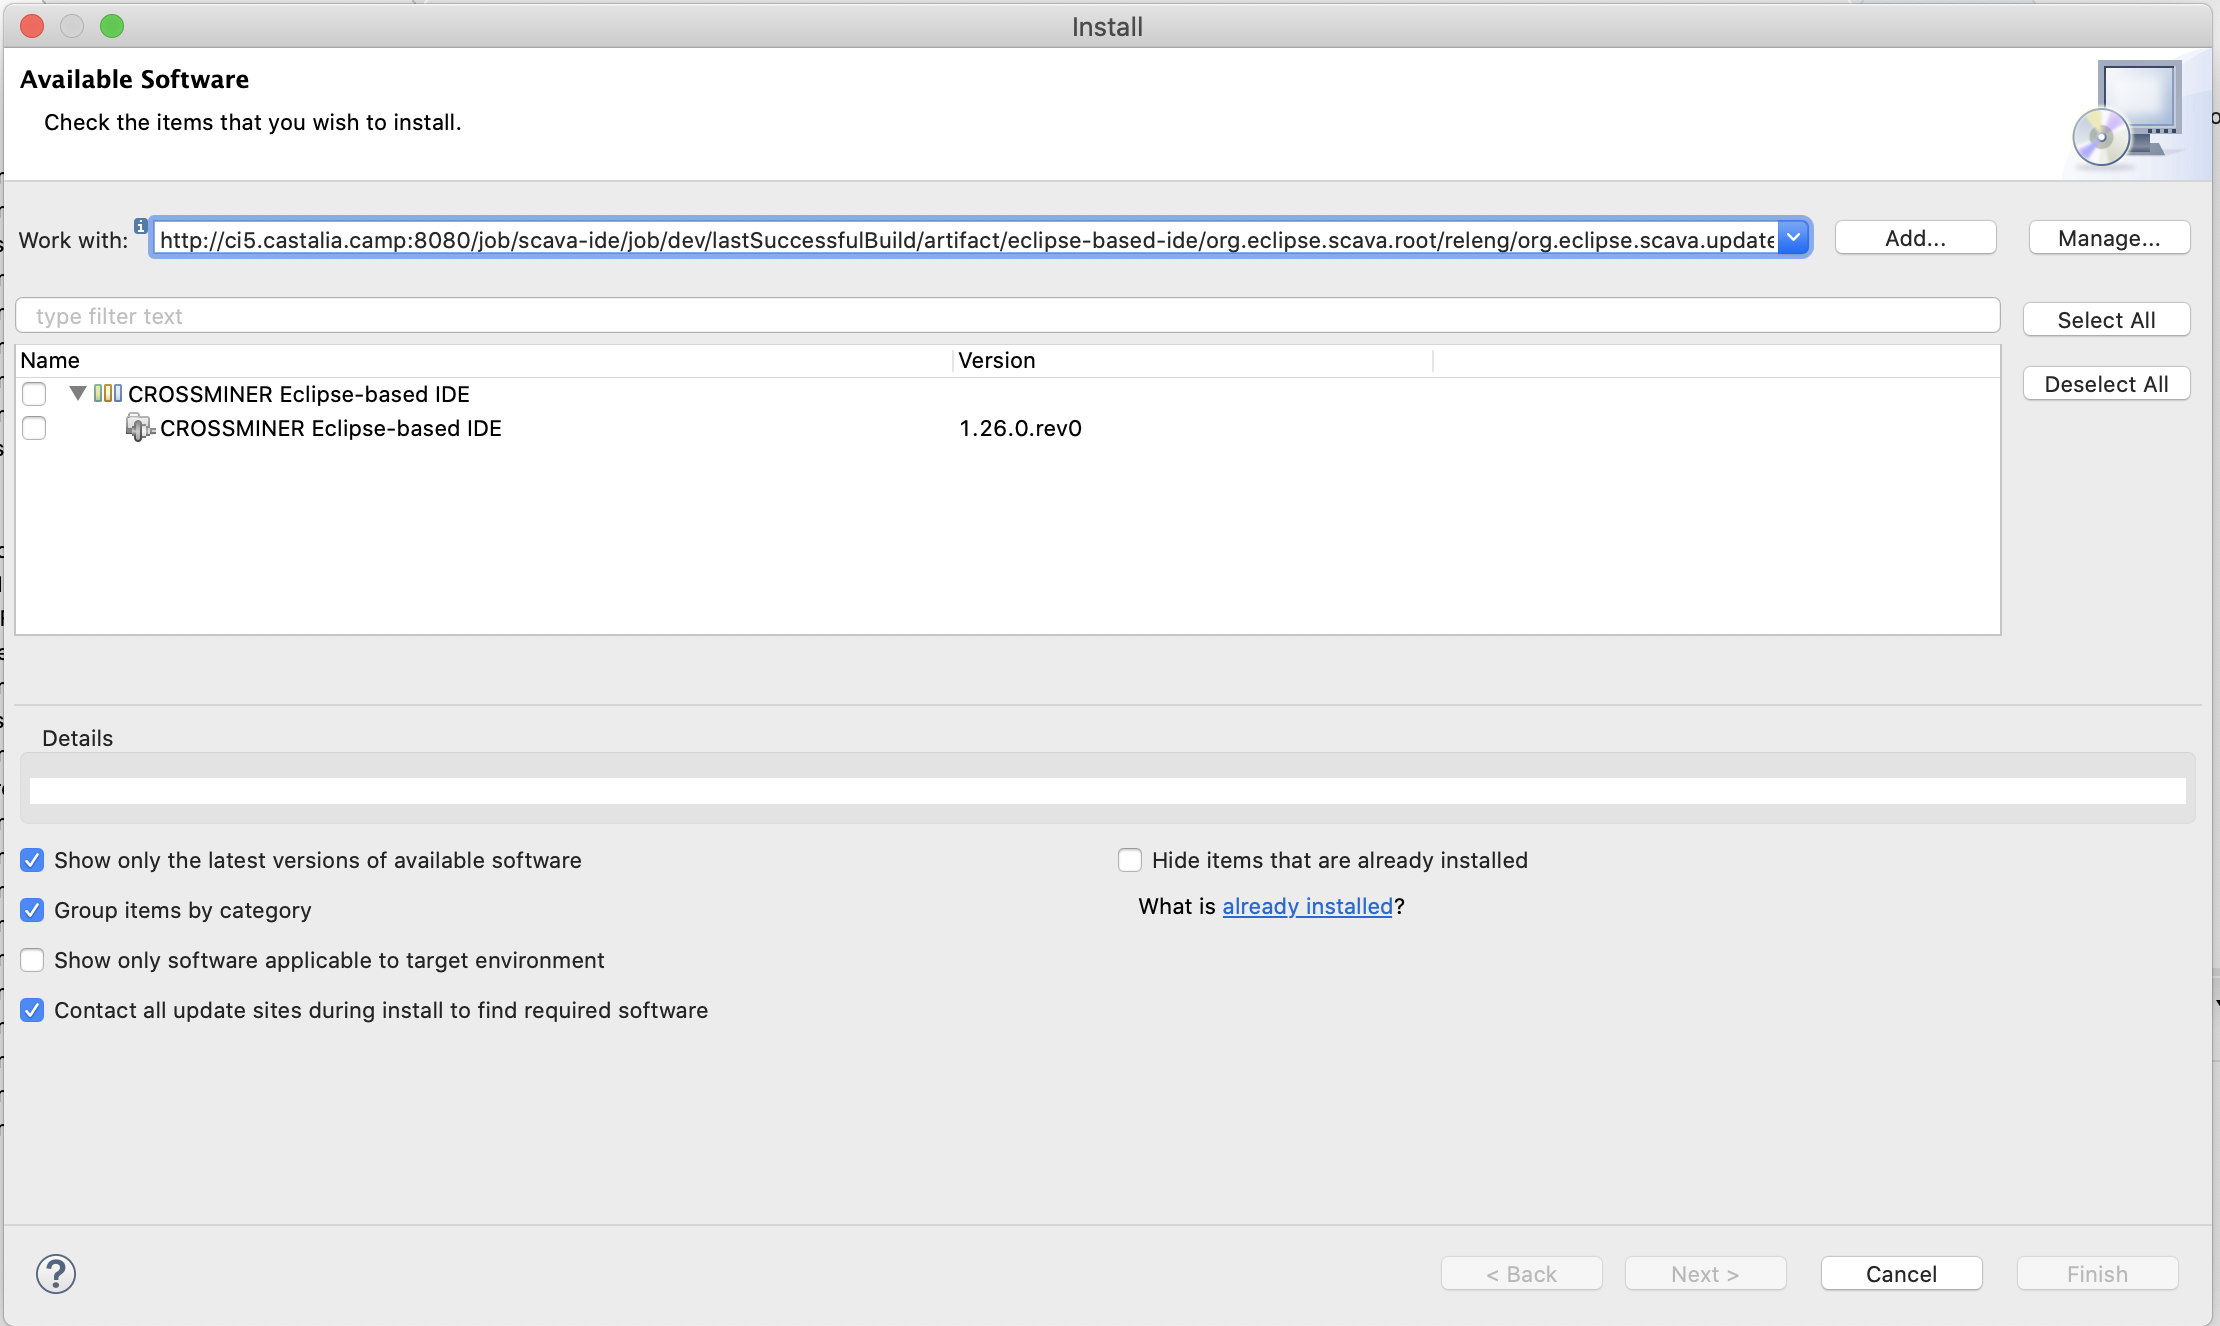 Install
Available Software
Check the items that you wish to install.
Work with: http://ci5.castalia.camp:8080/job/scava-ide/job/dev/lastSuccessfulBuild/artifact/eclipse-based-ide/org.eclipse.scava.root/releng/org.eclipse.scava.update Add... Manage...
type filter text Select All
Name Version
Deselect All
CROSSMINER Eclipse-based IDE
CROSSMINER Eclipse-based IDE 1.26.0.rev0
Details
Show only the latest versions of available software Hide items that are already installed
Group items by category What is already installed?
Show only software applicable to target environment
Contact all update sites during install to find required software
? < Back Next > Cancel Finish